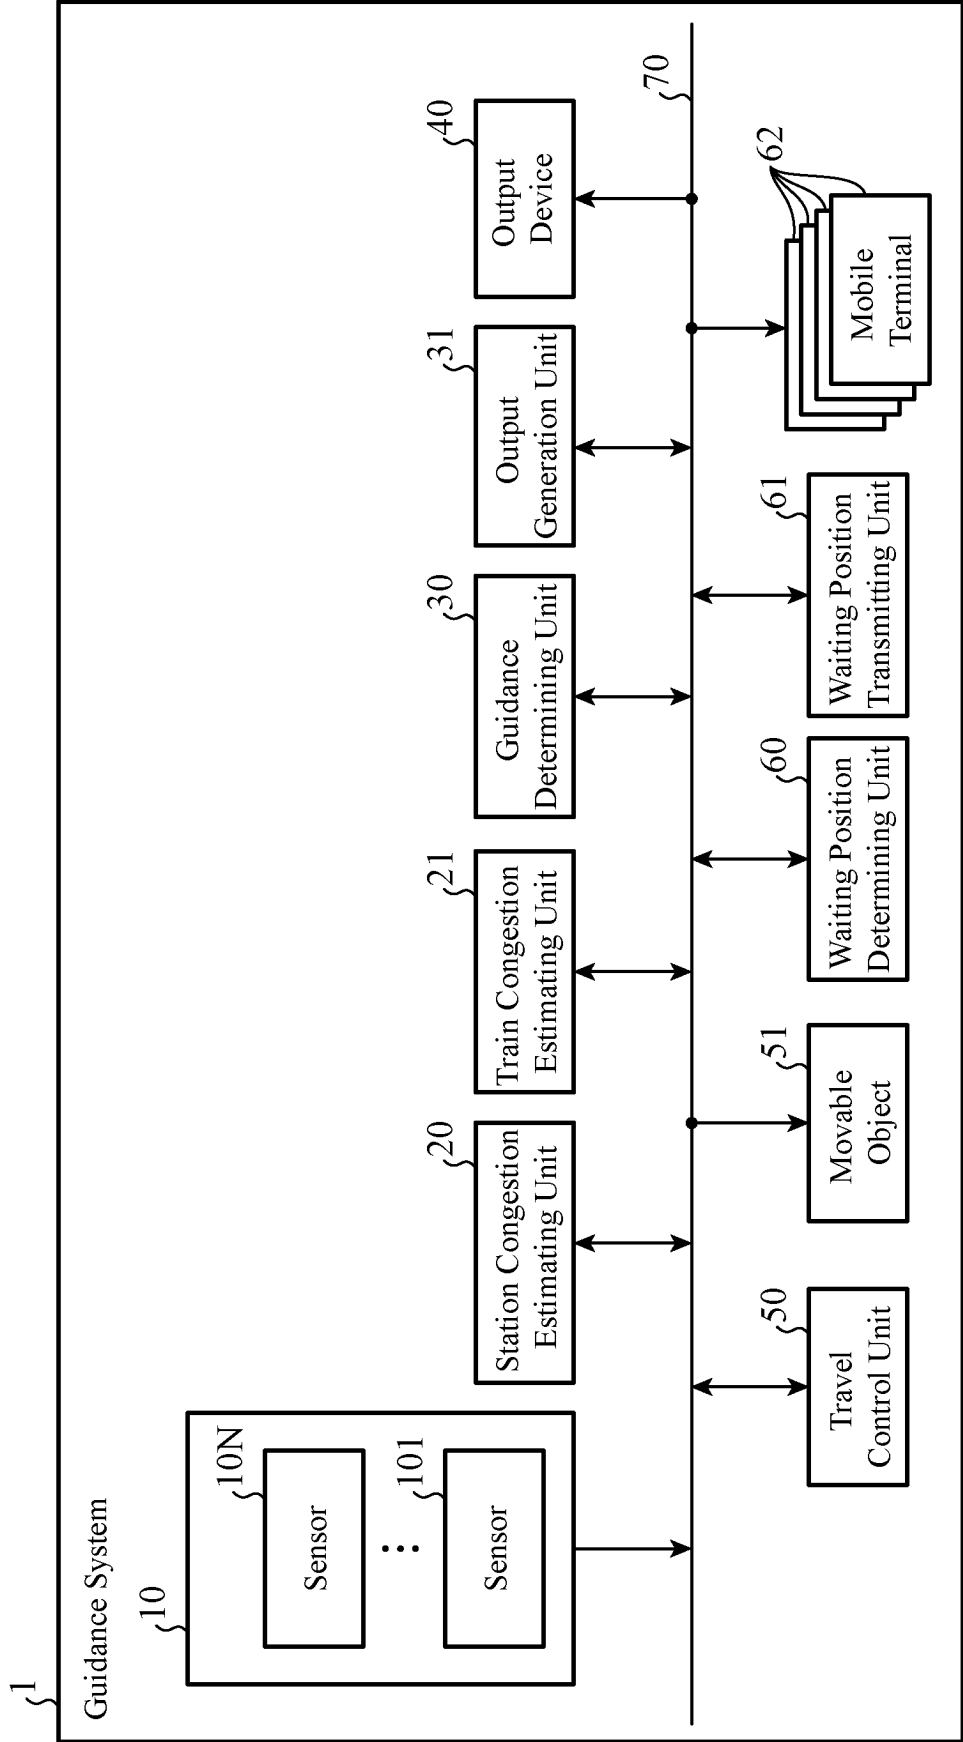 1
Guidance System
10
10N
Sensor
⋮
101
Sensor
20
Station Congestion
Estimating Unit
21
Train Congestion
Estimating Unit
30
Guidance
Determining Unit
31
Output
Generation Unit
40
Output
Device
70
50
Travel
Control Unit
51
Movable
Object
60
Waiting Position
Determining Unit
61
Waiting Position
Transmitting Unit
62
Mobile
Terminal